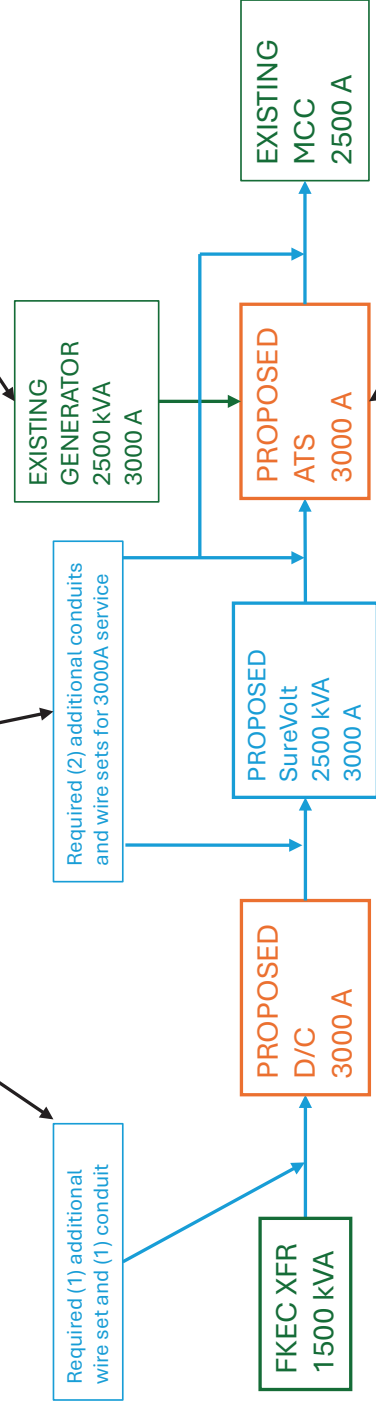 Required (1) additional
wire set and (1) conduit
Required (2) additional conduits
and wire sets for 3000A service
EXISTING
GENERATOR
2500 kVA
3000 A
FKEC XFR
1500 kVA
PROPOSED
D/C
3000 A
PROPOSED
SureVolt
2500 kVA
3000 A
PROPOSED
ATS
3000 A
EXISTING
MCC
2500 A